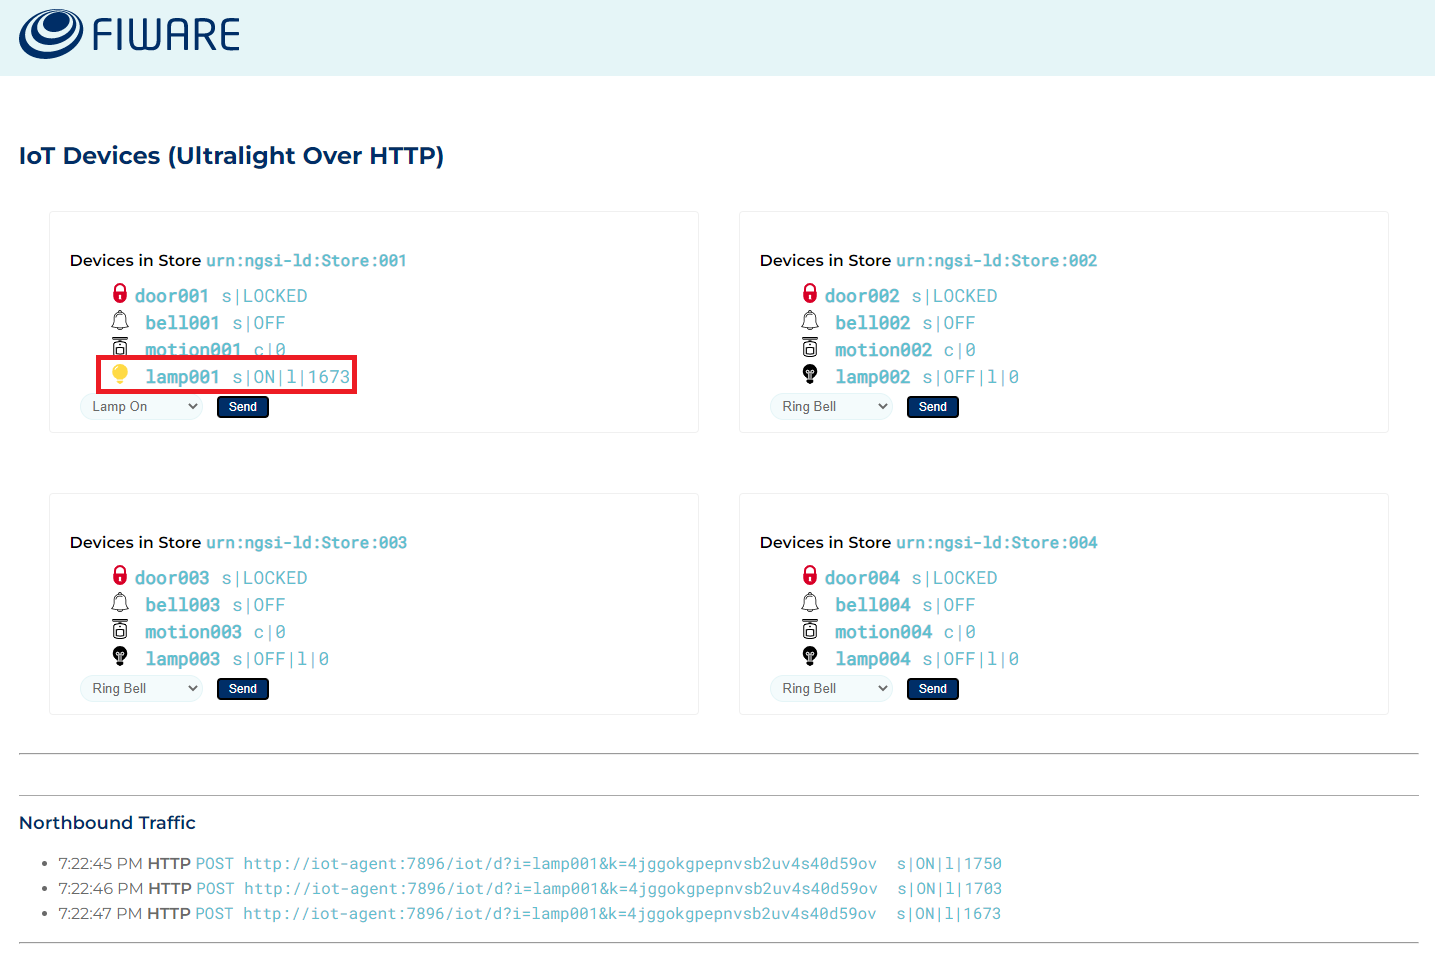 FIWARE
IoT Devices (Ultralight Over HTTP)
Devices in Store urn:ngsi-ld:Store:001
door001 s|LOCKED
bell001 s|OFF
motion001 c|0
lamp001 s|ON|l|1673
Lamp On Send
Devices in Store urn:ngsi-ld:Store:002
door002 s|LOCKED
bell002 s|OFF
motion002 c|0
lamp002 s|OFF|l|0
Ring Bell Send
Devices in Store urn:ngsi-ld:Store:003
door003 s|LOCKED
bell003 s|OFF
motion003 c|0
lamp003 s|OFF|l|0
Ring Bell Send
Devices in Store urn:ngsi-ld:Store:004
door004 s|LOCKED
bell004 s|OFF
motion004 c|0
lamp004 s|OFF|l|0
Ring Bell Send
Northbound Traffic
• 7:22:45 PM HTTP POST http://iot-agent:7896/iot/d?i=lamp001&k=4jggokgpepnvsb2uv4s40d59ov s|ON|l|1750
• 7:22:46 PM HTTP POST http://iot-agent:7896/iot/d?i=lamp001&k=4jggokgpepnvsb2uv4s40d59ov s|ON|l|1703
• 7:22:47 PM HTTP POST http://iot-agent:7896/iot/d?i=lamp001&k=4jggokgpepnvsb2uv4s40d59ov s|ON|l|1673